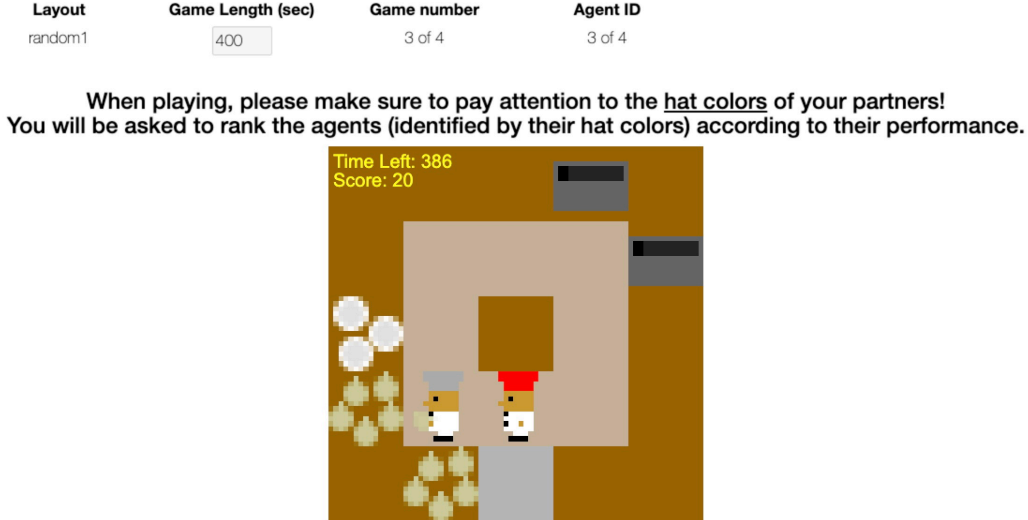 Layout Game Length (sec) Game number Agent ID
random1 400 3 of 4 3 of 4
When playing, please make sure to pay attention to the hat colors of your partners!
You will be asked to rank the agents (identified by their hat colors) according to their performance.
Time Left: 386
Score: 20